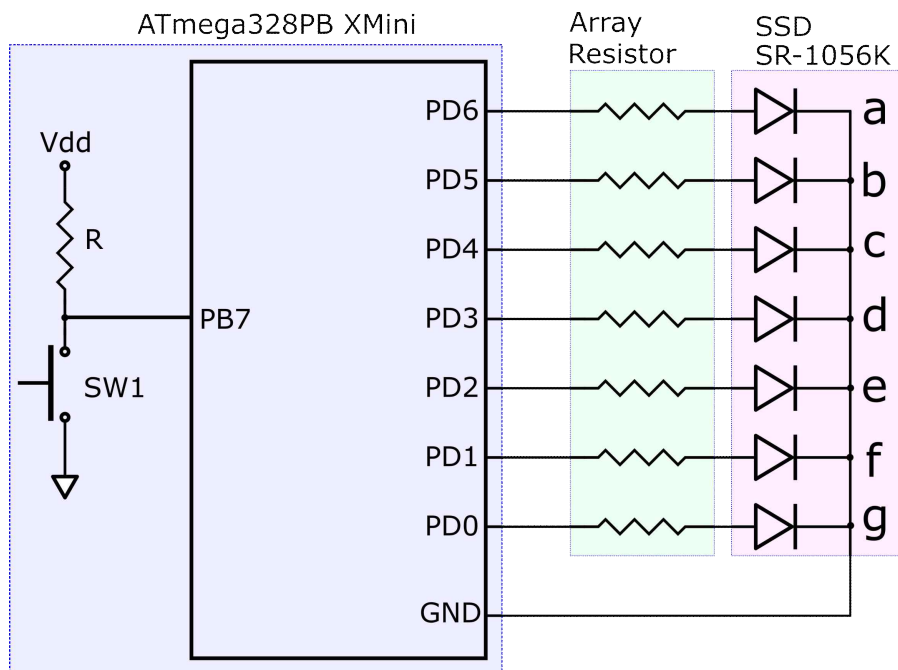 ATmega328PB XMini
Array
Resistor
SSD
SR-1056K
Vdd
R
SW1
PB7
PD6
PD5
PD4
PD3
PD2
PD1
PD0
GND
a
b
c
d
e
f
g